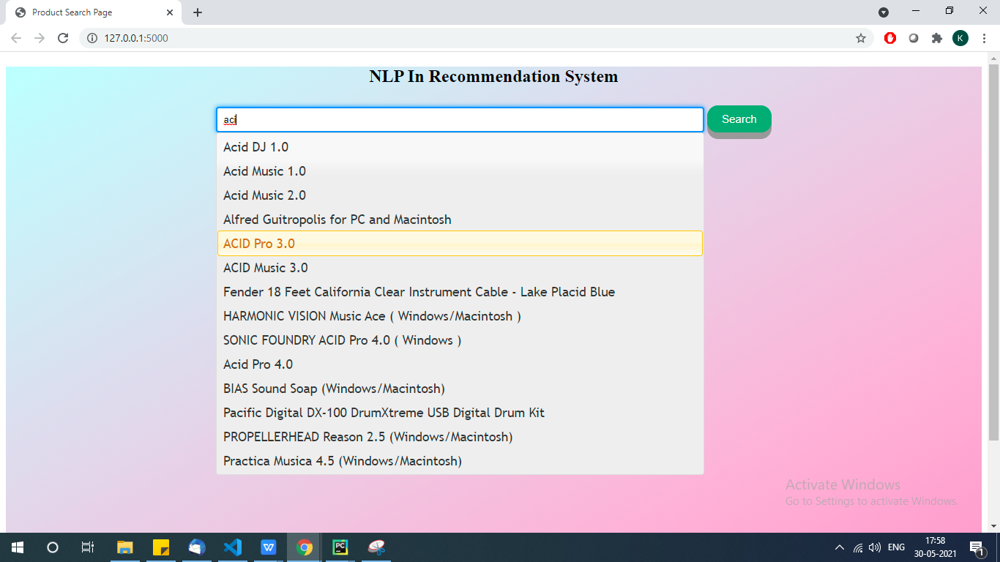 Product Search Page
127.0.0.1:5000
K
NLP In Recommendation System
aci
Search
Acid DJ 1.0
Acid Music 1.0
Acid Music 2.0
Alfred Guitropolis for PC and Macintosh
ACID Pro 3.0
ACID Music 3.0
Fender 18 Feet California Clear Instrument Cable - Lake Placid Blue
HARMONIC VISION Music Ace ( Windows/Macintosh )
SONIC FOUNDRY ACID Pro 4.0 ( Windows )
Acid Pro 4.0
BIAS Sound Soap (Windows/Macintosh)
Pacific Digital DX-100 DrumXtreme USB Digital Drum Kit
PROPELLERHEAD Reason 2.5 (Windows/Macintosh)
Practica Musica 4.5 (Windows/Macintosh)
Activate Windows
Go to Settings to activate Windows.
W
PC
ENG
17:58
30-05-2021
1